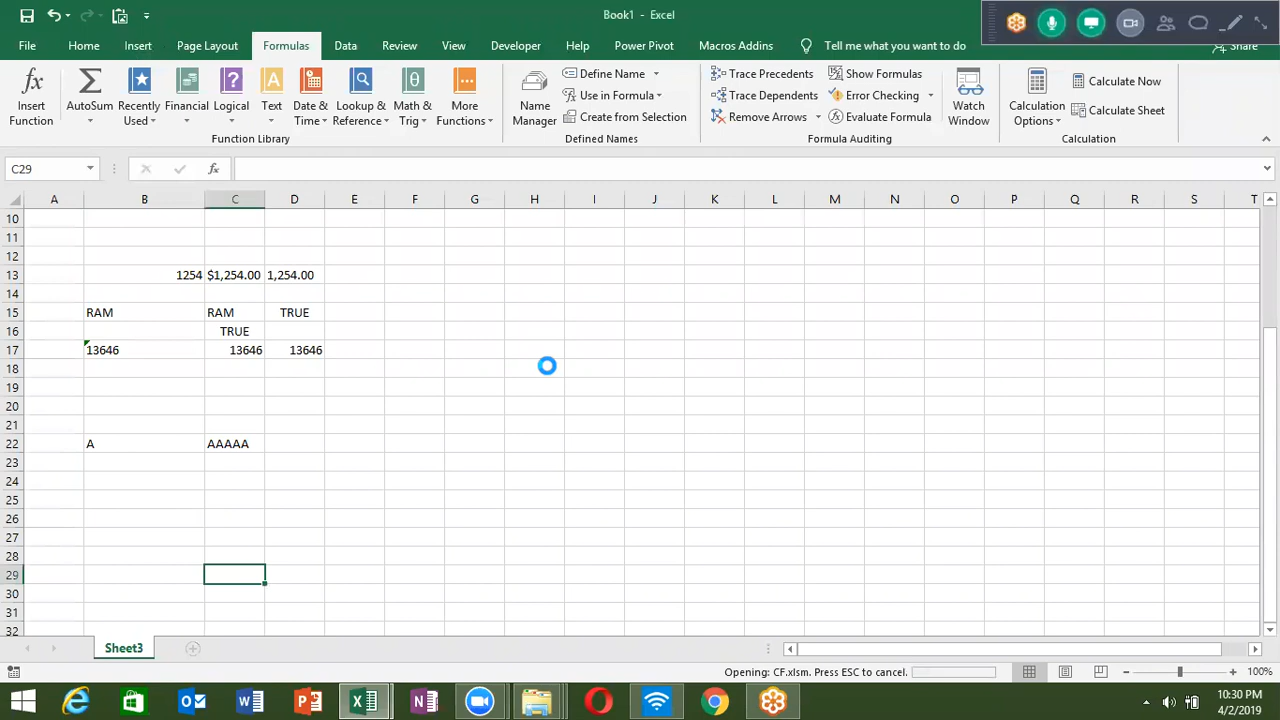 Book1 - Excel
Share
File Home Insert Page Layout Formulas Data Review View Developer Help Power Pivot Macros Addins Tell me what you want to do
Insert Function
AutoSum
Recently Used
Financial
Logical
Text
Date & Time
Lookup & Reference
Math & Trig
More Functions
Function Library
Name Manager
Define Name
Use in Formula
Create from Selection
Defined Names
Trace Precedents
Trace Dependents
Remove Arrows
Show Formulas
Error Checking
Evaluate Formula
Formula Auditing
Watch Window
Calculation Options
Calculate Now
Calculate Sheet
Calculation
C29 fx
A B C D E F G H I J K L M N O P Q R S T
10
11
12
13 1254 $1,254.00 1,254.00
14
15 RAM RAM TRUE
16 TRUE
17 13646 13646 13646
18
19
20
21
22 A AAAAA
23
24
25
26
27
28
29
30
31
32
Sheet3
Opening: CF.xlsm. Press ESC to cancel. 100%
10:30 PM
4/2/2019